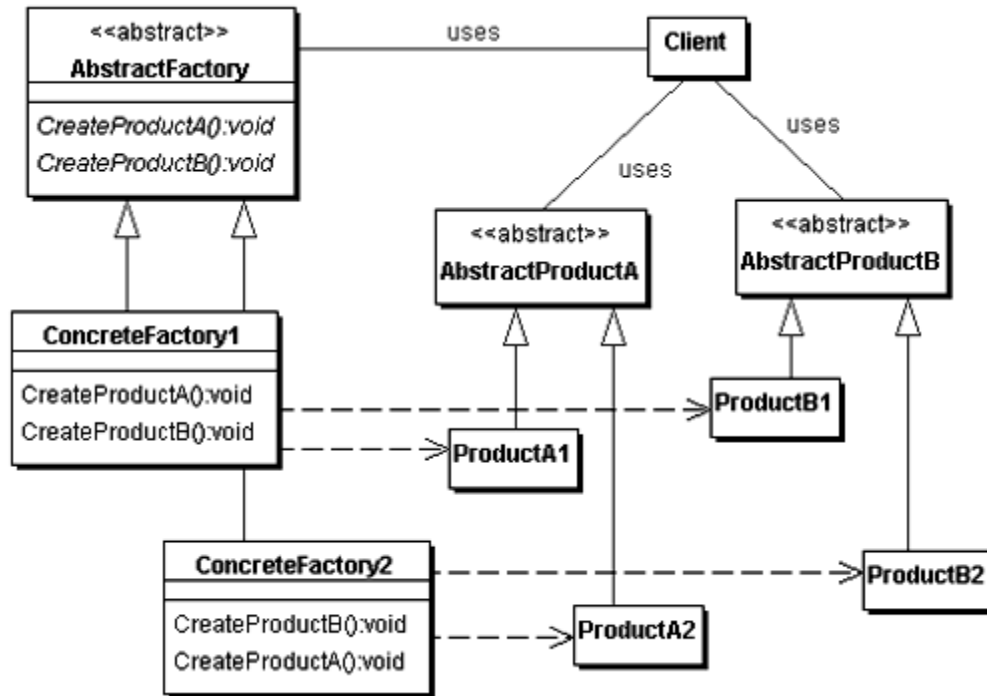 <<abstract>>
AbstractFactory
CreateProductA():void
CreateProductB():void
uses
Client
uses
uses
<<abstract>>
AbstractProductA
<<abstract>>
AbstractProductB
ConcreteFactory1
CreateProductA():void
CreateProductB():void
ProductB1
ProductA1
ConcreteFactory2
CreateProductB():void
CreateProductA():void
ProductB2
ProductA2